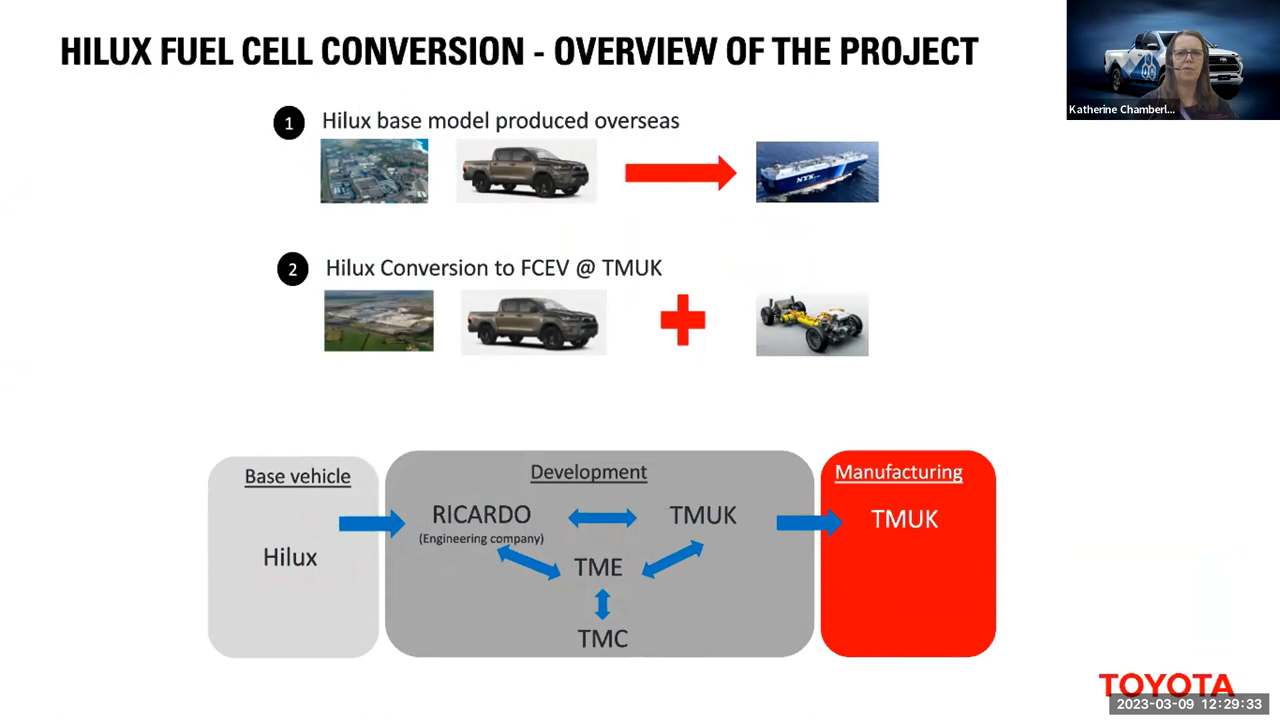 HILUX FUEL CELL CONVERSION - OVERVIEW OF THE PROJECT
Katherine Chamberl...
1 Hilux base model produced overseas
NYK
2 Hilux Conversion to FCEV @ TMUK
Base vehicle
Hilux
Development
RICARDO
(Engineering company)
TMUK
TME
TMC
Manufacturing
TMUK
TOYOTA
2023-03-09 12:29:33